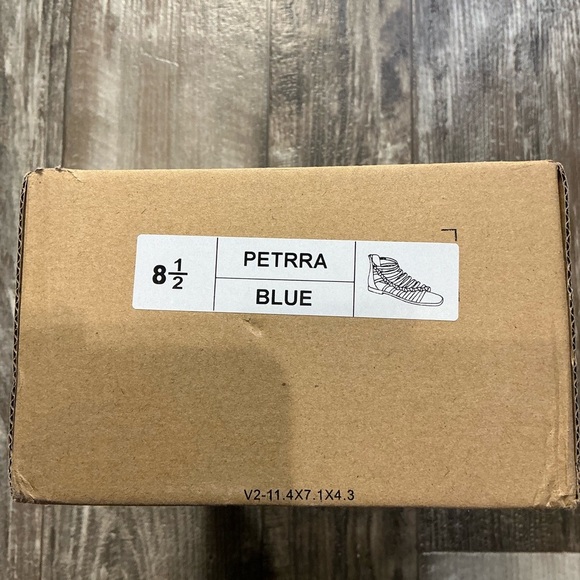 8 1/2
PETRRA
BLUE
V2-11.4X7.1X4.3